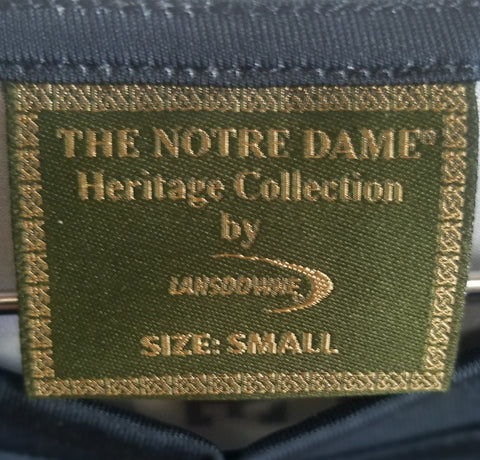 THE NOTRE DAME®
Heritage Collection
by
LANSDOWNE
SIZE: SMALL